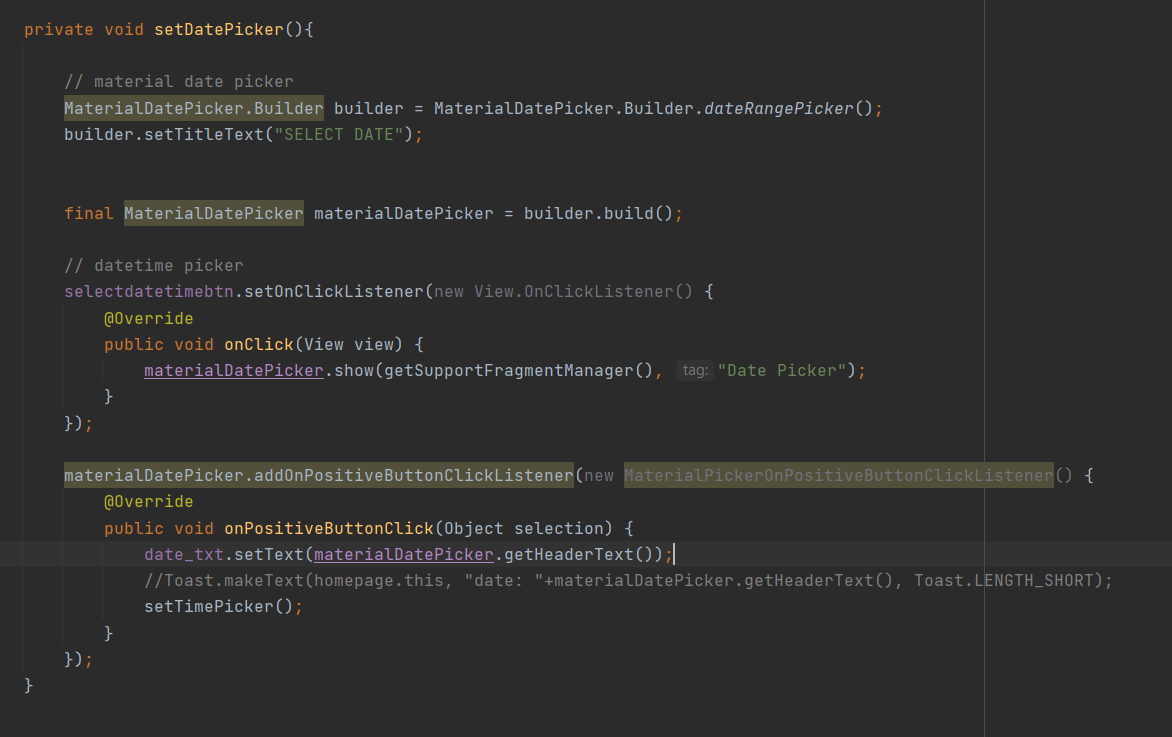 private void setDatePicker(){
// material date picker
MaterialDatePicker.Builder builder = MaterialDatePicker.Builder.dateRangePicker();
builder.setTitleText("SELECT DATE");
final MaterialDatePicker materialDatePicker = builder.build();
// datetime picker
selectdatetimebtn.setOnClickListener(new View.OnClickListener() {
@Override
public void onClick(View view) {
materialDatePicker.show(getSupportFragmentManager(), tag: "Date Picker");
}
});
materialDatePicker.addOnPositiveButtonClickListener(new MaterialPickerOnPositiveButtonClickListener() {
@Override
public void onPositiveButtonClick(Object selection) {
date_txt.setText(materialDatePicker.getHeaderText());
//Toast.makeText(homepage.this, "date: "+materialDatePicker.getHeaderText(), Toast.LENGTH_SHORT);
setTimePicker();
}
});
}